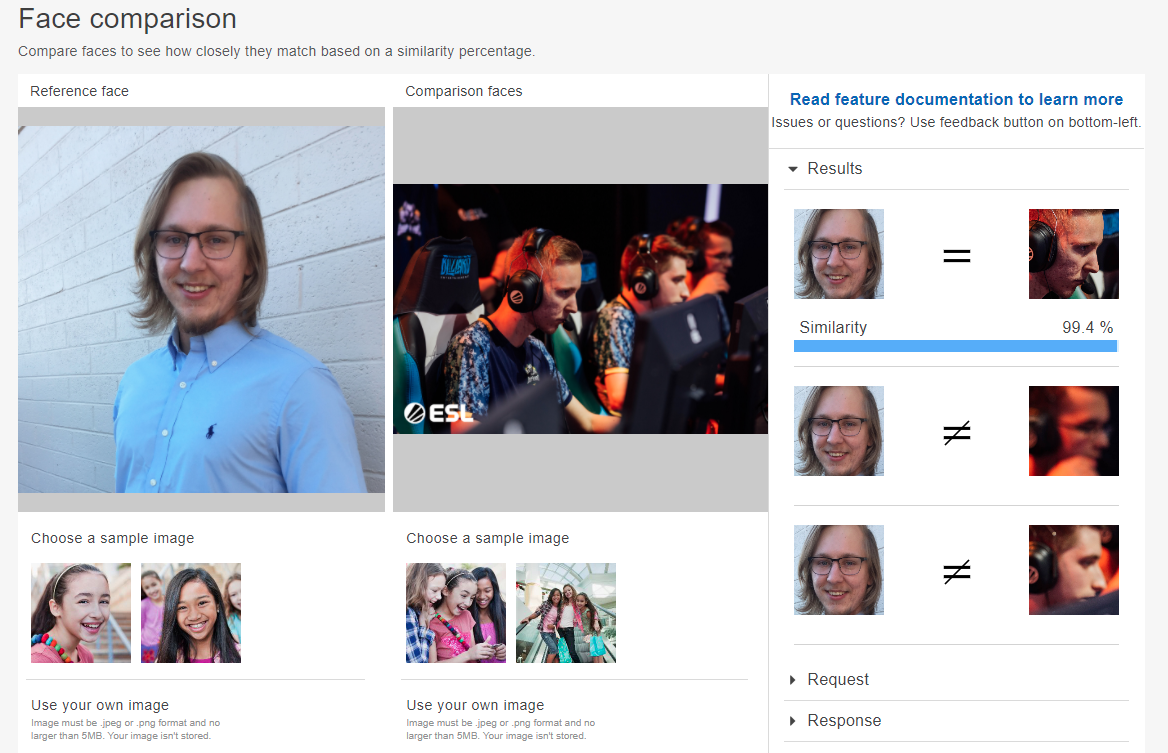 Face comparison
Compare faces to see how closely they match based on a similarity percentage.
Reference face
Comparison faces
BLIZZARD
ENTERTAINMENT
ESL
Choose a sample image
Choose a sample image
Use your own image
Image must be .jpeg or .png format and no
larger than 5MB. Your image isn't stored.
Use your own image
Image must be .jpeg or .png format and no
larger than 5MB. Your image isn't stored.
Read feature documentation to learn more
Issues or questions? Use feedback button on bottom-left.
Results
=
Similarity
99.4 %
≠
≠
Request
Response